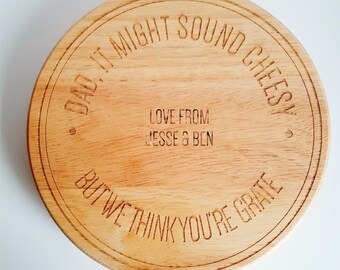 DAD, IT MIGHT SOUND CHEESY
LOVE FROM
JESSE & BEN
BUT WE THINK YOU'RE GRATE